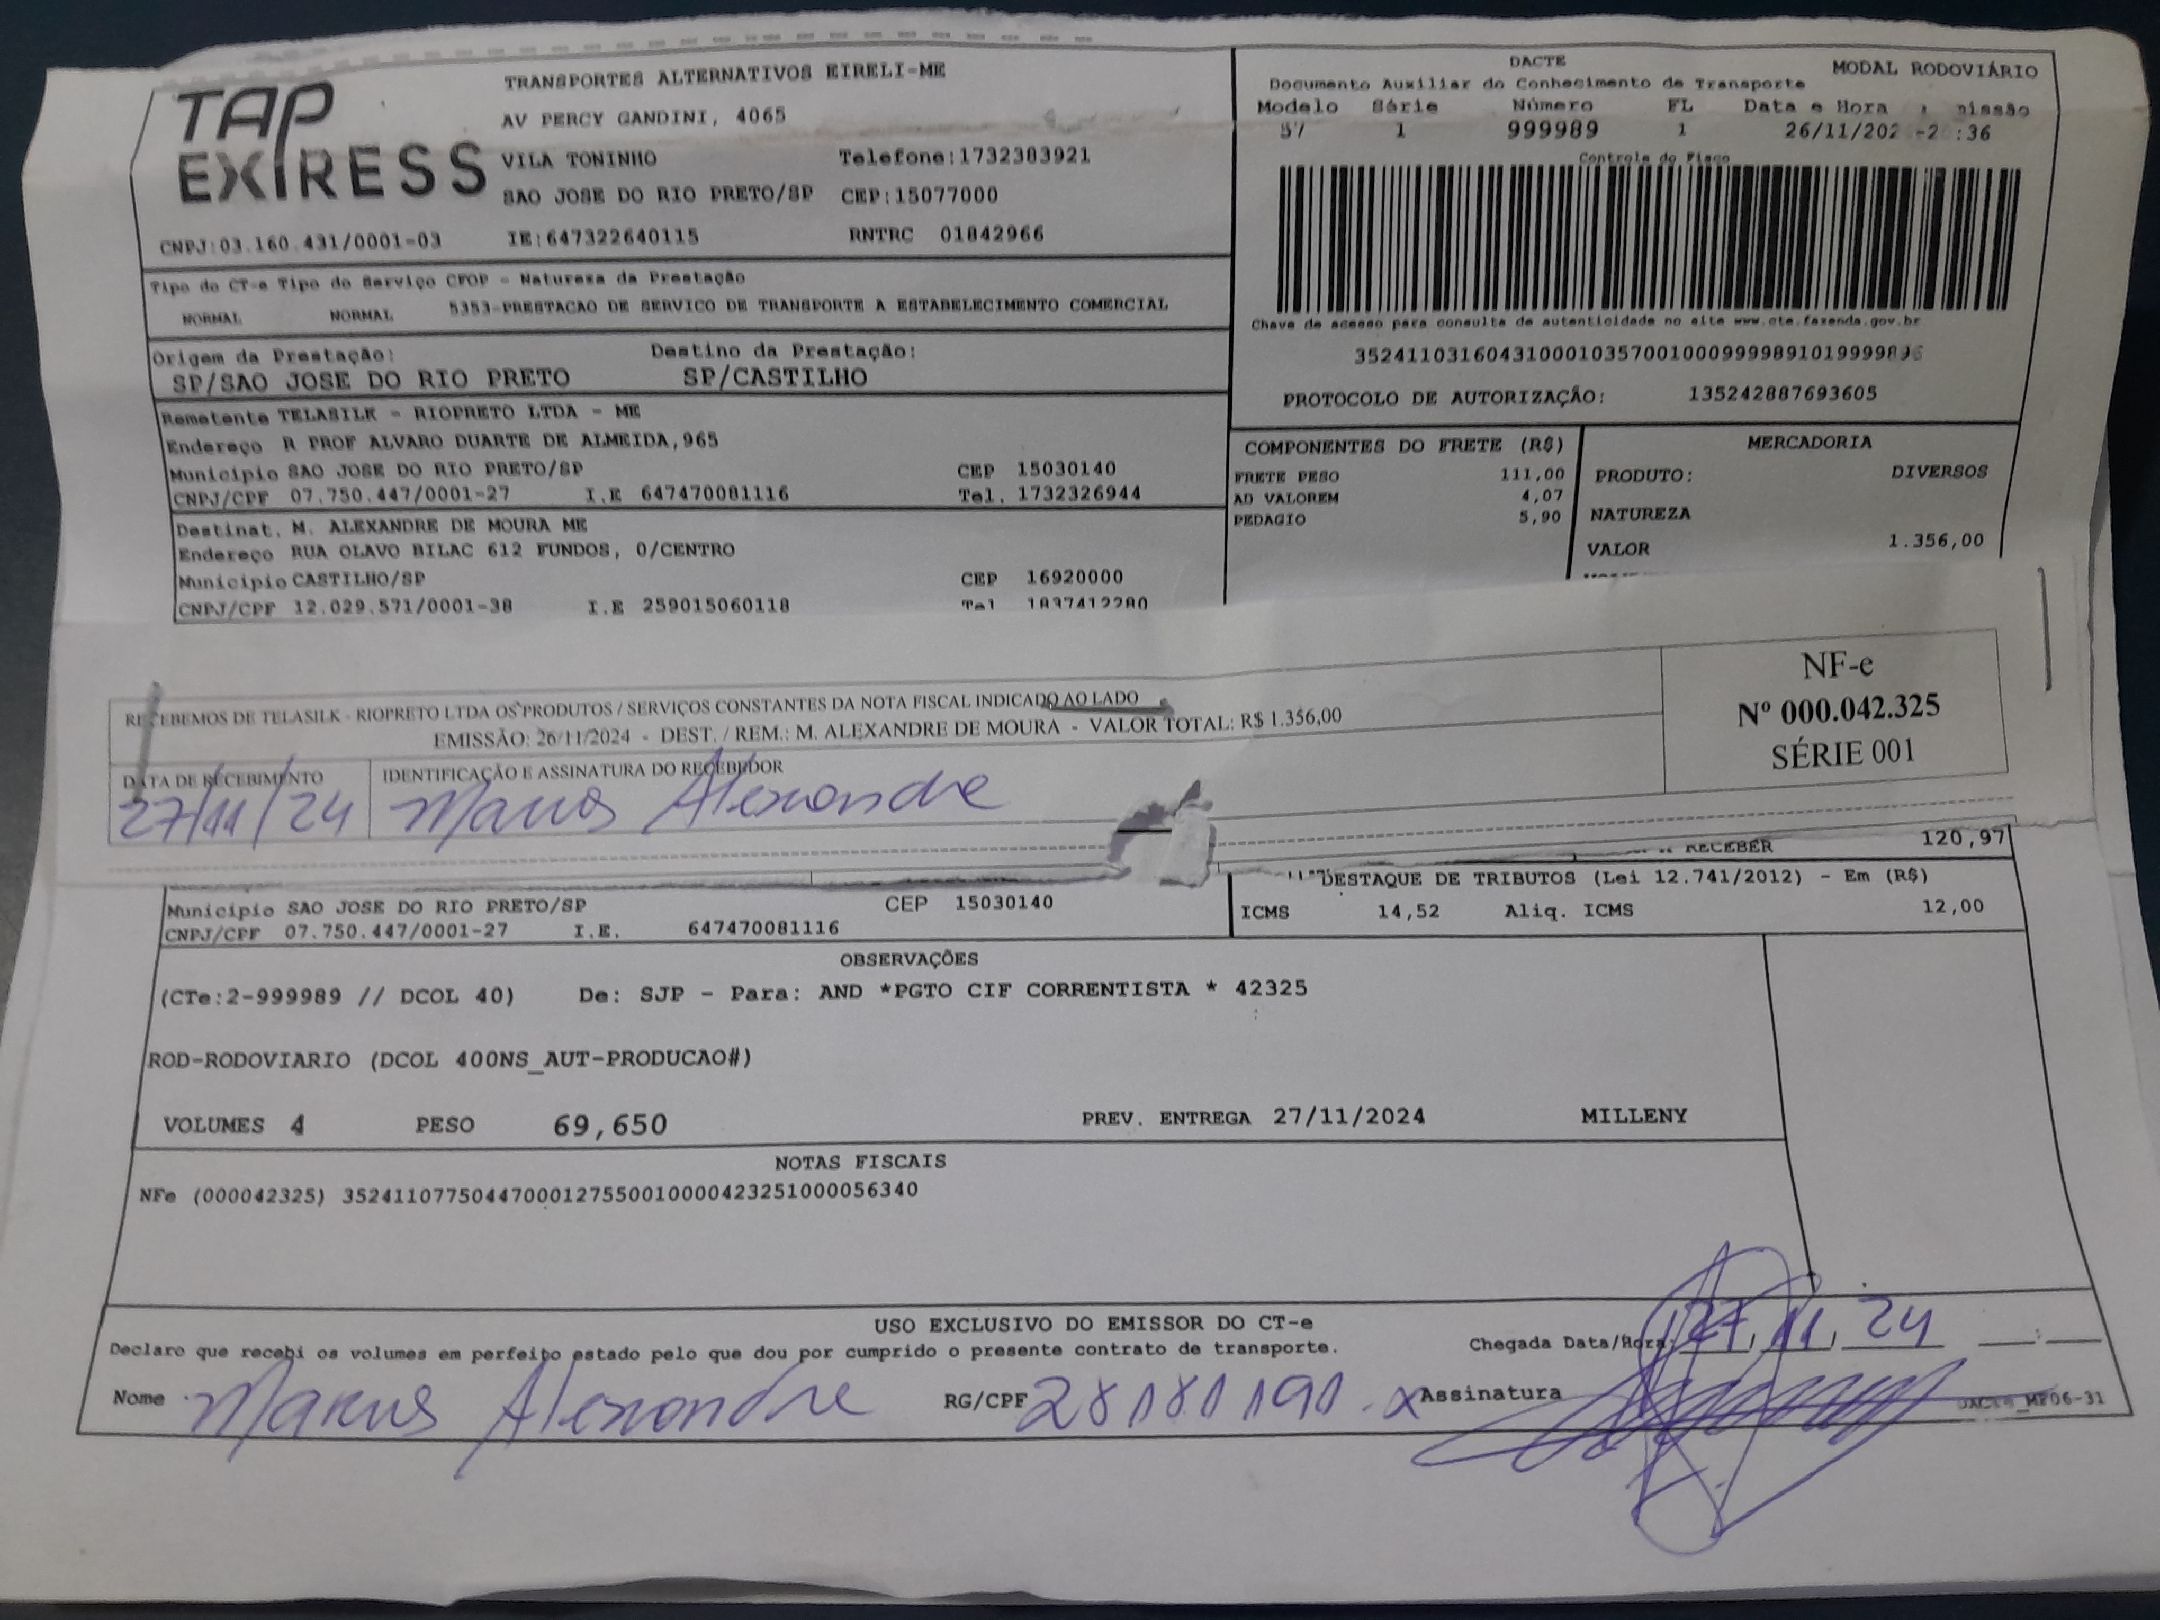 TAP EXPRESS
TRANSPORTES ALTERNATIVOS EIRELI-ME
AV PERCY GANDINI, 4065
VILA TONINHO Telefone:1732383921
SAO JOSE DO RIO PRETO/SP CEP:15077000
CNPJ:03.160.431/0001-03 IE:647322640115 RNTRC 01842966
DACTE MODAL RODOVIÁRIO
Documento Auxiliar do Conhecimento de Transporte
Modelo Série Número FL Data e Hora
57 1 999989 1 26/11/202 :36
Controle do Fisco
Chave de acesso para consulta de autenticidade no site www.cte.fazenda.gov.br
PROTOCOLO DE AUTORIZAÇÃO: 135242887693605
Tipo do CT-e Tipo do Serviço CFOP - Natureza da Prestação
NORMAL NORMAL 5353-PRESTACAO DE SERVICO DE TRANSPORTE A ESTABELECIMENTO COMERCIAL
Origem da Prestação: Destino da Prestação:
SP/SAO JOSE DO RIO PRETO SP/CASTILHO
Remetente TELASILK - RIOPRETO LTDA - ME
Endereço R PROF ALVARO DUARTE DE ALMEIDA,965
Municipio SAO JOSE DO RIO PRETO/SP CEP 15030140
CNPJ/CPF 07.750.447/0001-27 I.E 647470081116 Tel. 1732326944
Destinat. M. ALEXANDRE DE MOURA ME
Endereço RUA OLAVO BILAC 612 FUNDOS, 0/CENTRO
Municipio CASTILHO/SP CEP 16920000
CNPJ/CPF 12.029.571/0001-38 I.E 259015060118 Tel 1837412280
COMPONENTES DO FRETE (R$)
FRETE PESO 111,00
AD VALOREM 4,07
PEDAGIO 5,90
MERCADORIA
PRODUTO: DIVERSOS
NATUREZA
VALOR 1.356,00
RECEBEMOS DE TELASILK - RIOPRETO LTDA OS PRODUTOS / SERVIÇOS CONSTANTES DA NOTA FISCAL INDICADO AO LADO
EMISSÃO: 26/11/2024 - DEST. / REM.: M. ALEXANDRE DE MOURA - VALOR TOTAL: R$ 1.356,00
DATA DE RECEBIMENTO IDENTIFICAÇÃO E ASSINATURA DO RECEBEDOR
27/11/24 Marcus Alexandre
NF-e
Nº 000.042.325
SÉRIE 001
RECEBER 120,97
Municipio SAO JOSE DO RIO PRETO/SP CEP 15030140
CNPJ/CPF 07.750.447/0001-27 I.E. 647470081116
DESTAQUE DE TRIBUTOS (Lei 12.741/2012) - Em (R$)
ICMS 14,52 Aliq. ICMS 12,00
OBSERVAÇÕES
(CTe:2-999989 // DCOL 40) De: SJP - Para: AND *PGTO CIF CORRENTISTA * 42325
ROD-RODOVIARIO (DCOL 400NS_AUT-PRODUCAO#)
VOLUMES 4 PESO 69,650 PREV. ENTREGA 27/11/2024 MILLENY
NOTAS FISCAIS
NFe (000042325) 35241107750447000127550010000423251000056340
USO EXCLUSIVO DO EMISSOR DO CT-e
Declaro que recebi os volumes em perfeito estado pelo que dou por cumprido o presente contrato de transporte.
Chegada Data/Hora: 27/11/24
Nome Marcus Alexandre RG/CPF Assinatura